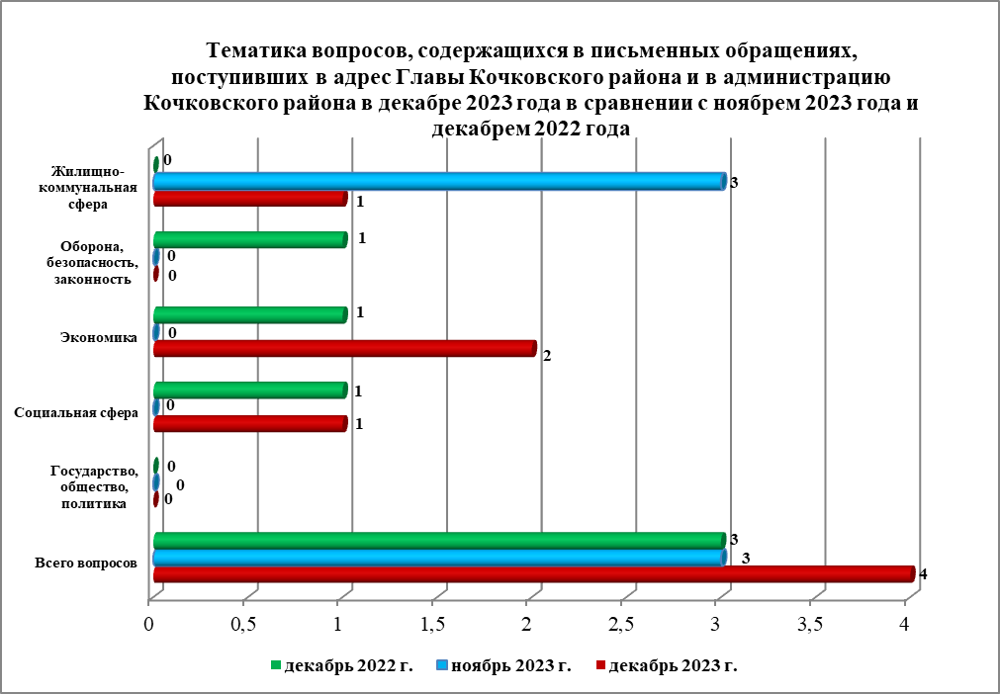 Тематика вопросов, содержащихся в письменных обращениях,
поступивших в адрес Главы Кочковского района и в администрацию
Кочковского района в декабре 2023 года в сравнении с ноябрем 2023 года и
декабрем 2022 года
Жилищно-
коммунальная
сфера
0
3
1
Оборона,
безопасность,
законность
1
0
0
Экономика
1
0
2
Социальная сфера
1
0
1
Государство,
общество,
политика
0
0
0
Всего вопросов
3
3
4
0 0,5 1 1,5 2 2,5 3 3,5 4
декабрь 2022 г. ноябрь 2023 г. декабрь 2023 г.